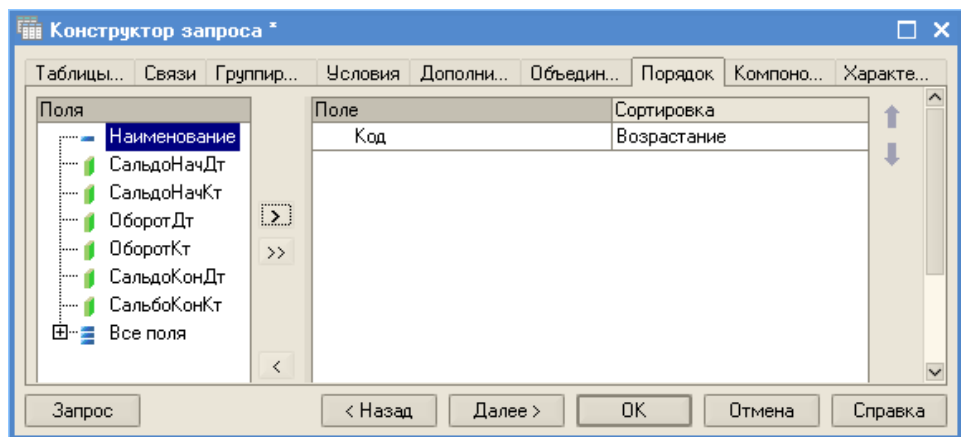 Конструктор запроса *
Таблицы... Связи Группир... Условия Дополни... Объедин... Порядок Компоно... Характе...
Поля
Наименование
СальдоНачДт
СальдоНачКт
ОборотДт
ОборотКт
СальдоКонДт
СальбоКонКт
Все поля
>
>>
<
Поле Сортировка
Код Возрастание
Запрос < Назад Далее > OK Отмена Справка